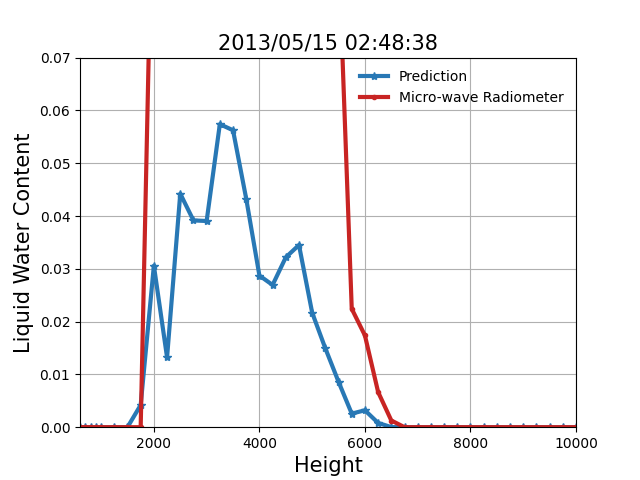 2013/05/15 02:48:38
Prediction
Micro-wave Radiometer
Liquid Water Content
0.07
0.06
0.05
0.04
0.03
0.02
0.01
0.00
2000 4000 6000 8000 10000
Height